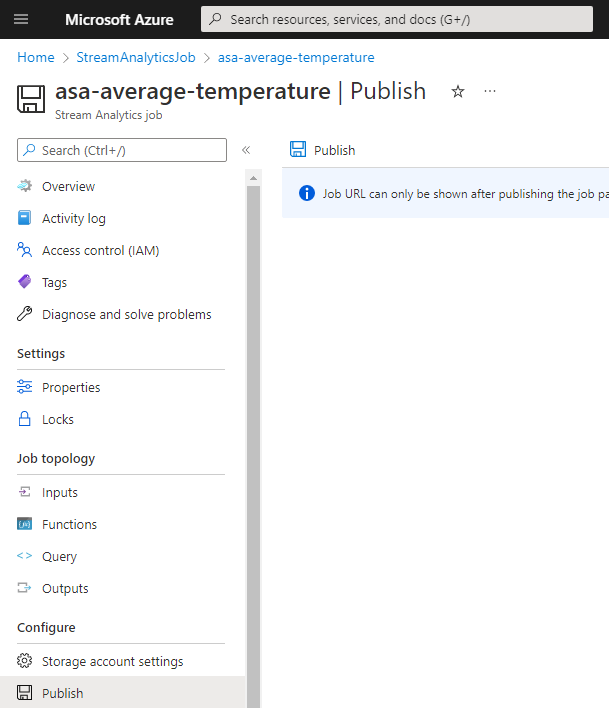 Microsoft Azure
Search resources, services, and docs (G+/)
Home > StreamAnalyticsJob > asa-average-temperature
asa-average-temperature | Publish
Stream Analytics job
Search (Ctrl+/)
Publish
Job URL can only be shown after publishing the job pa
Overview
Activity log
Access control (IAM)
Tags
Diagnose and solve problems
Settings
Properties
Locks
Job topology
Inputs
Functions
Query
Outputs
Configure
Storage account settings
Publish